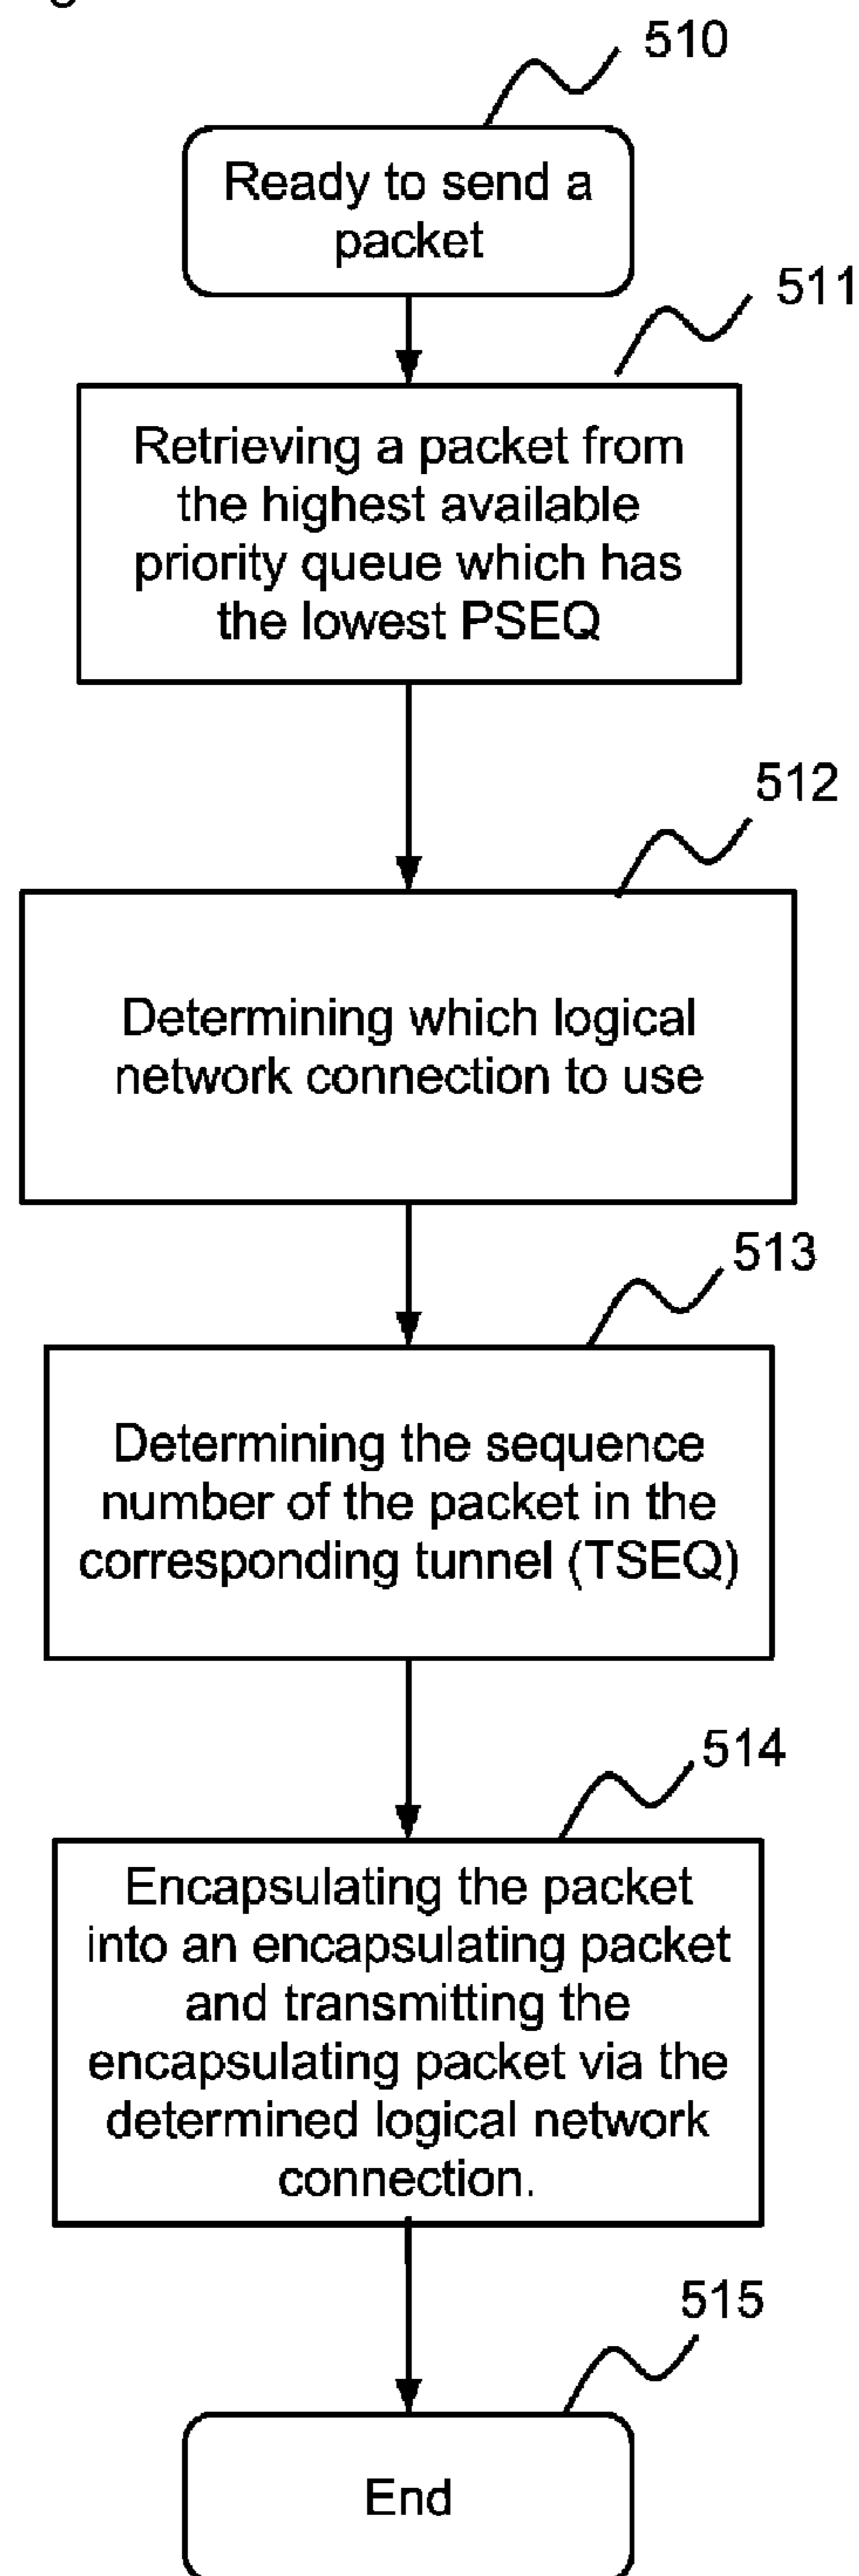 510
Ready to send a
packet
511
Retrieving a packet from
the highest available
priority queue which has
the lowest PSEQ
512
Determining which logical
network connection to use
513
Determining the sequence
number of the packet in the
corresponding tunnel (TSEQ)
514
Encapsulating the packet
into an encapsulating packet
and transmitting the
encapsulating packet via the
determined logical network
connection.
515
End